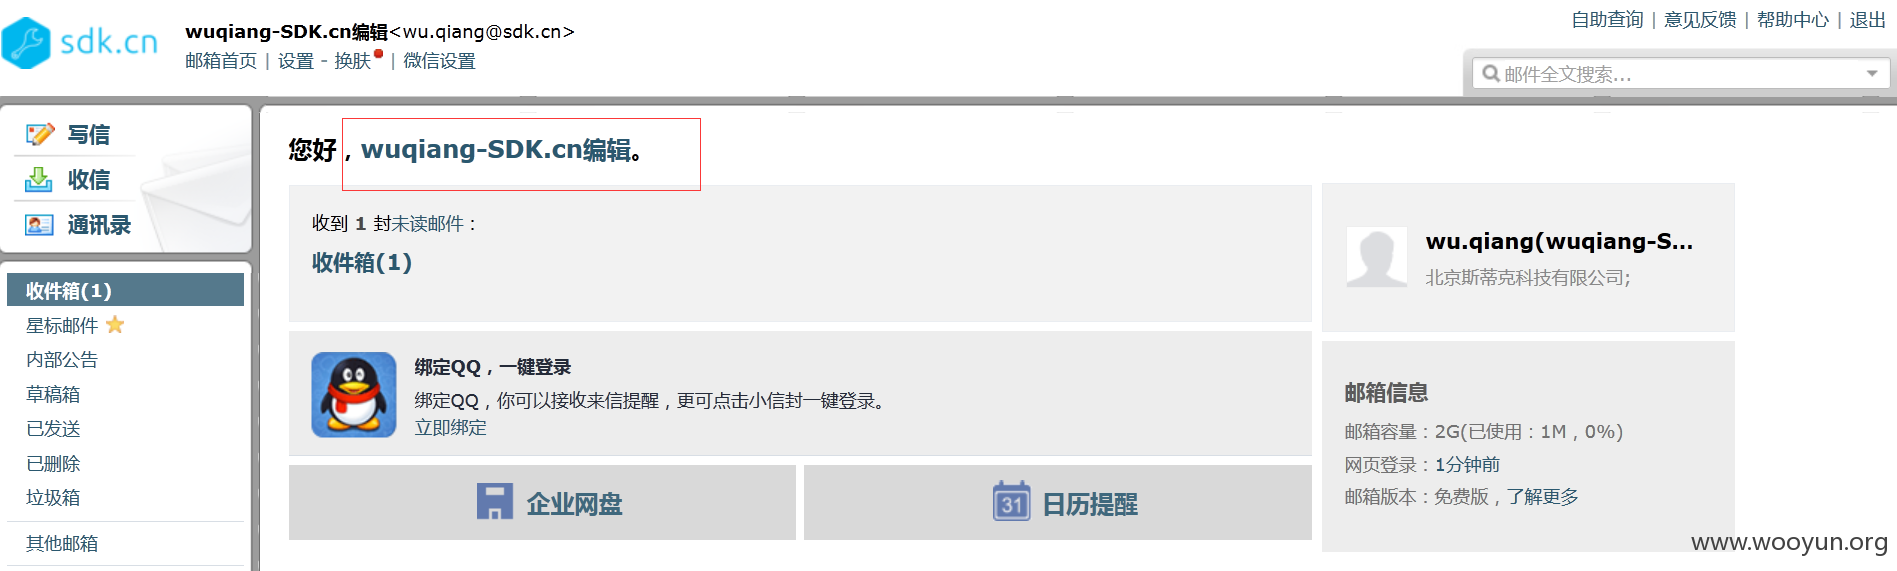 sdk.cn
wuqiang-SDK.cn编辑<wu.qiang@sdk.cn>
邮箱首页 | 设置 - 换肤 | 微信设置
自助查询 | 意见反馈 | 帮助中心 | 退出
邮件全文搜索...
写信
收信
通讯录
收件箱(1)
星标邮件
内部公告
草稿箱
已发送
已删除
垃圾箱
其他邮箱
您好，wuqiang-SDK.cn编辑。
收到 1 封未读邮件：
收件箱(1)
绑定QQ，一键登录
绑定QQ，你可以接收来信提醒，更可点击小信封一键登录。
立即绑定
企业网盘
31
日历提醒
wu.qiang(wuqiang-S...
北京斯蒂克科技有限公司;
邮箱信息
邮箱容量：2G(已使用：1M，0%)
网页登录：1分钟前
邮箱版本：免费版，了解更多
www.wooyun.org